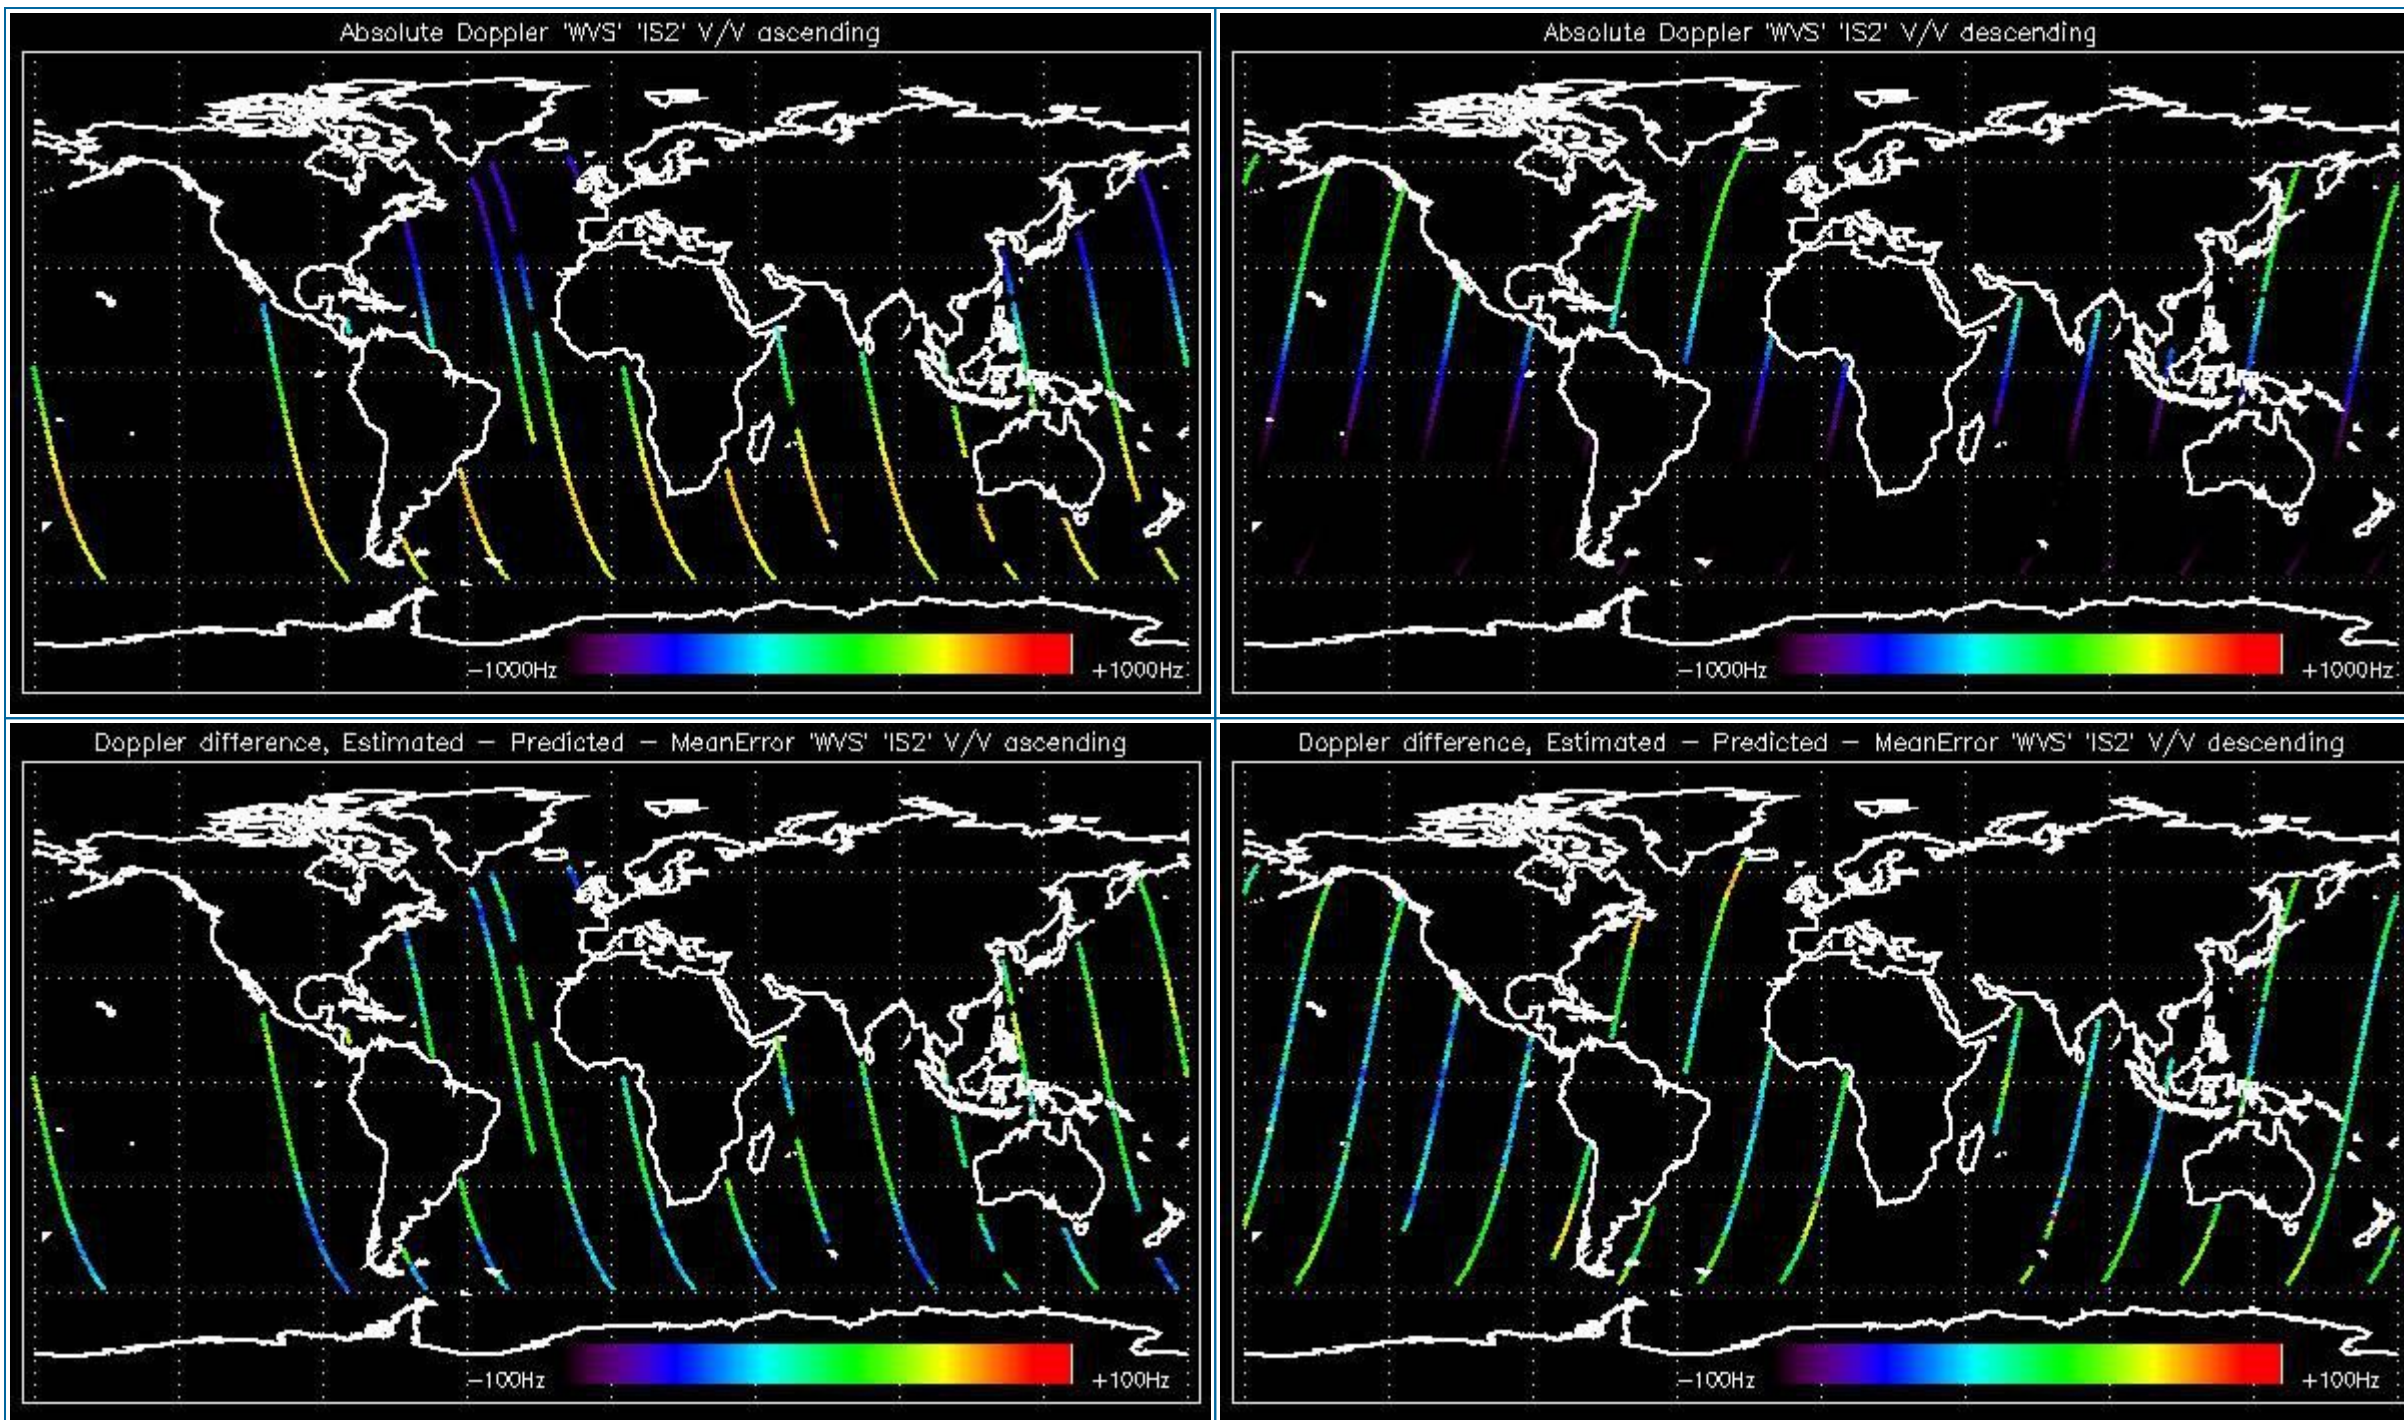 Absolute Doppler 'WVS' 'IS2' V/V ascending
−1000Hz
+1000Hz
Absolute Doppler 'WVS' 'IS2' V/V descending
−1000Hz
+1000Hz
Doppler difference, Estimated − Predicted − MeanError 'WVS' 'IS2' V/V ascending
−100Hz
+100Hz
Doppler difference, Estimated − Predicted − MeanError 'WVS' 'IS2' V/V descending
−100Hz
+100Hz